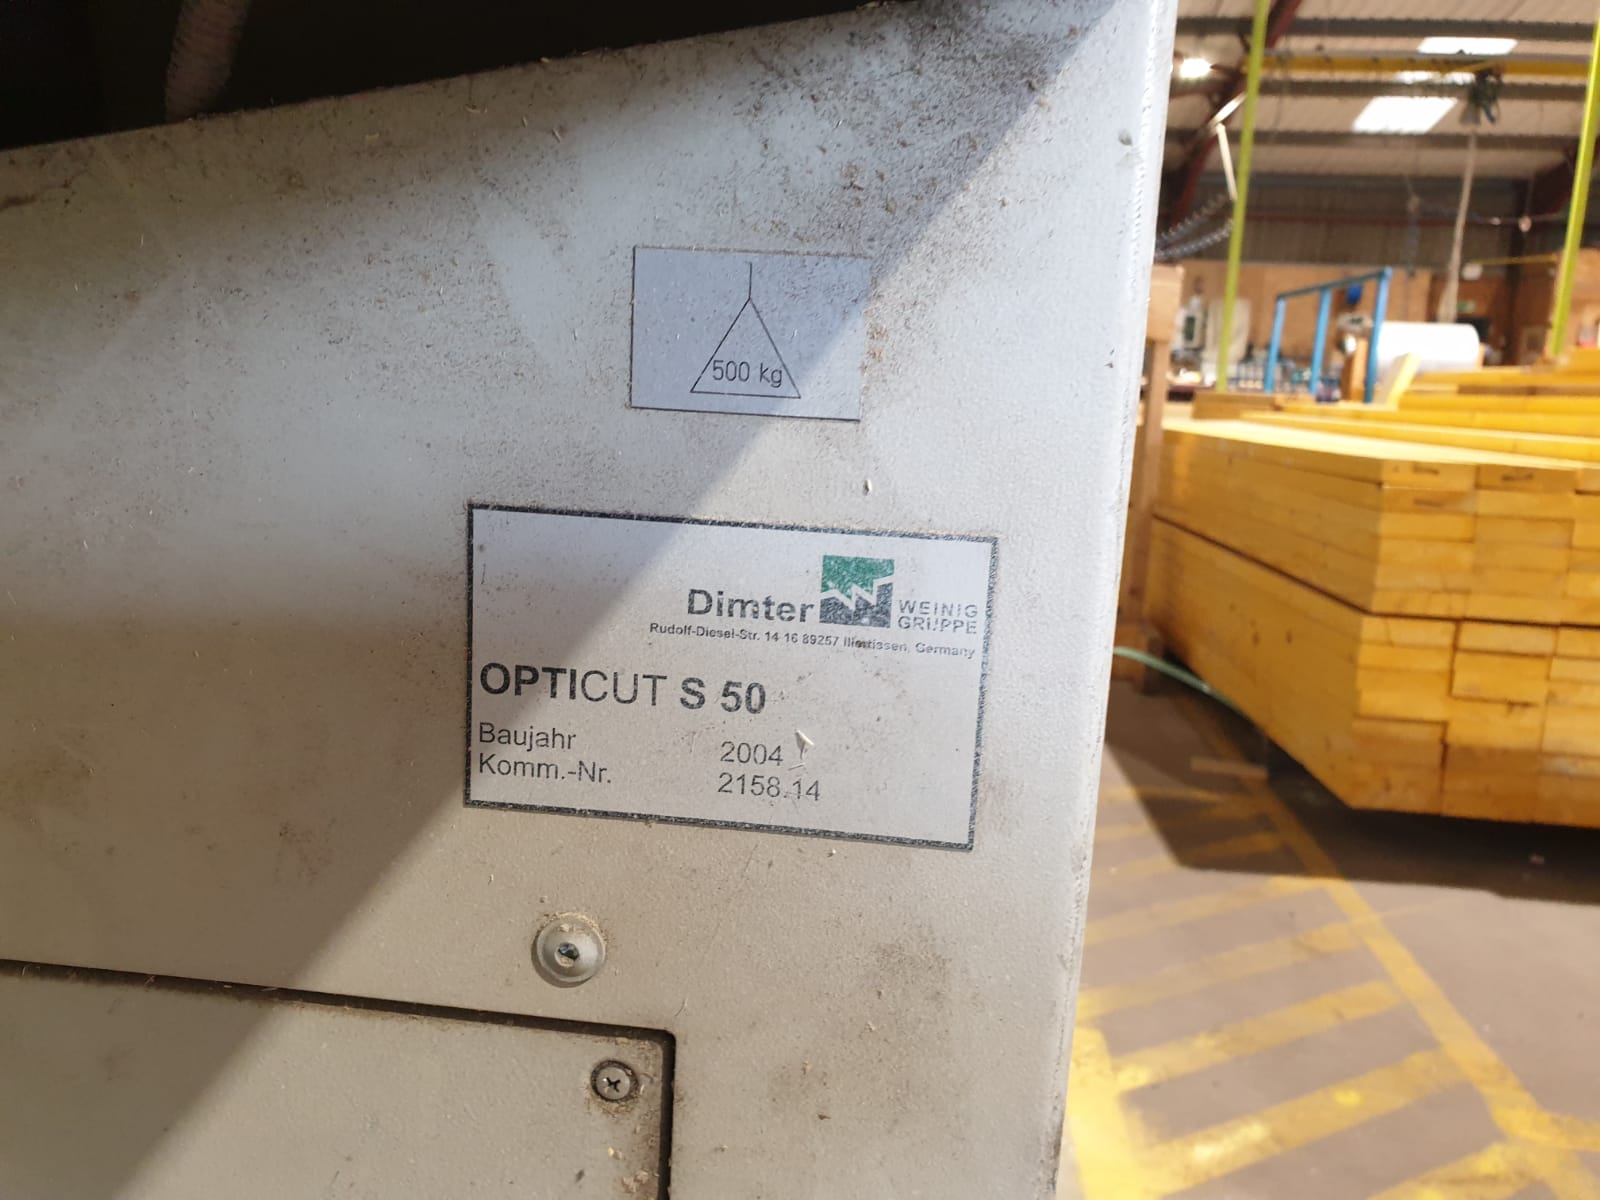 500 kg
Dimter WEINIG
GRUPPE
Rudolf-Diesel-Str. 14-16 89257 Illertissen, Germany
OPTICUT S 50
Baujahr 2004
Komm.-Nr. 2158.14